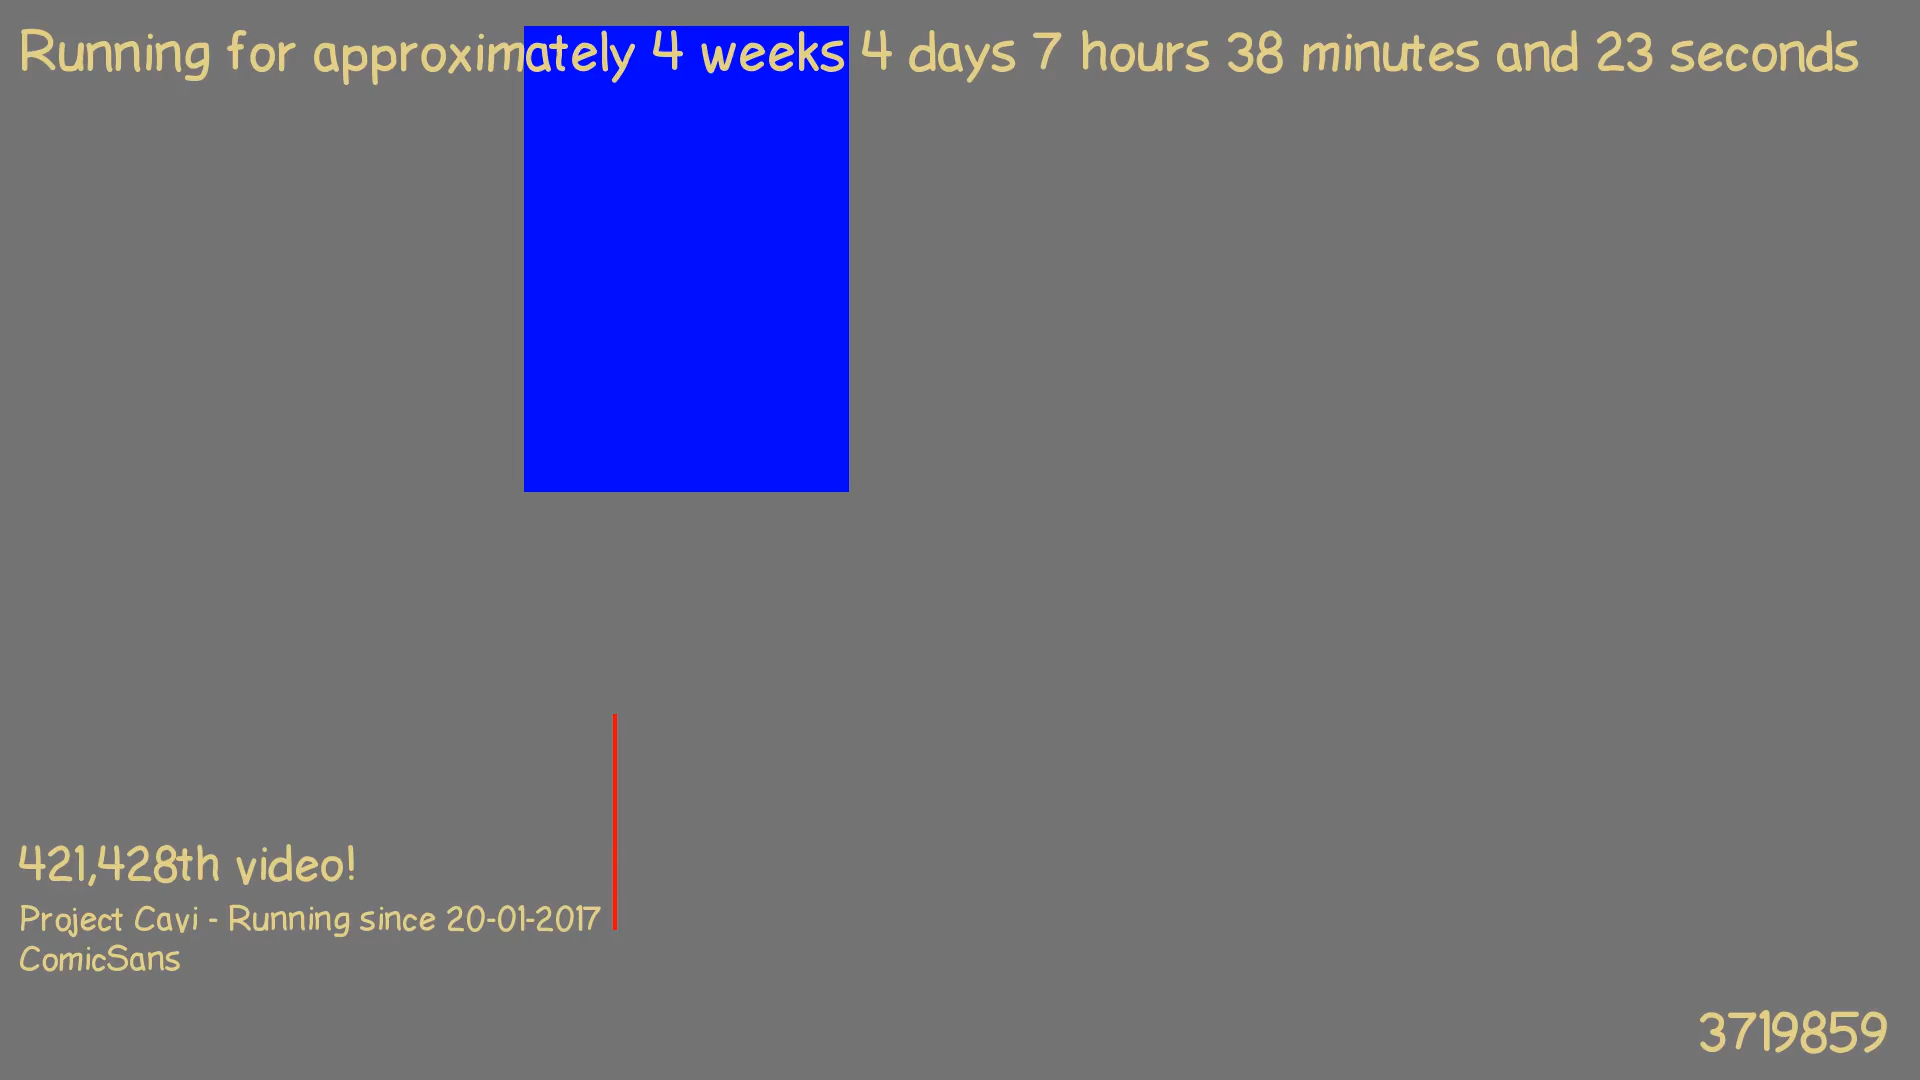 Running for approximately 4 weeks 4 days 7 hours 38 minutes and 23 seconds
421,428th video!
Project Cavi - Running since 20-01-2017
ComicSans
3719859